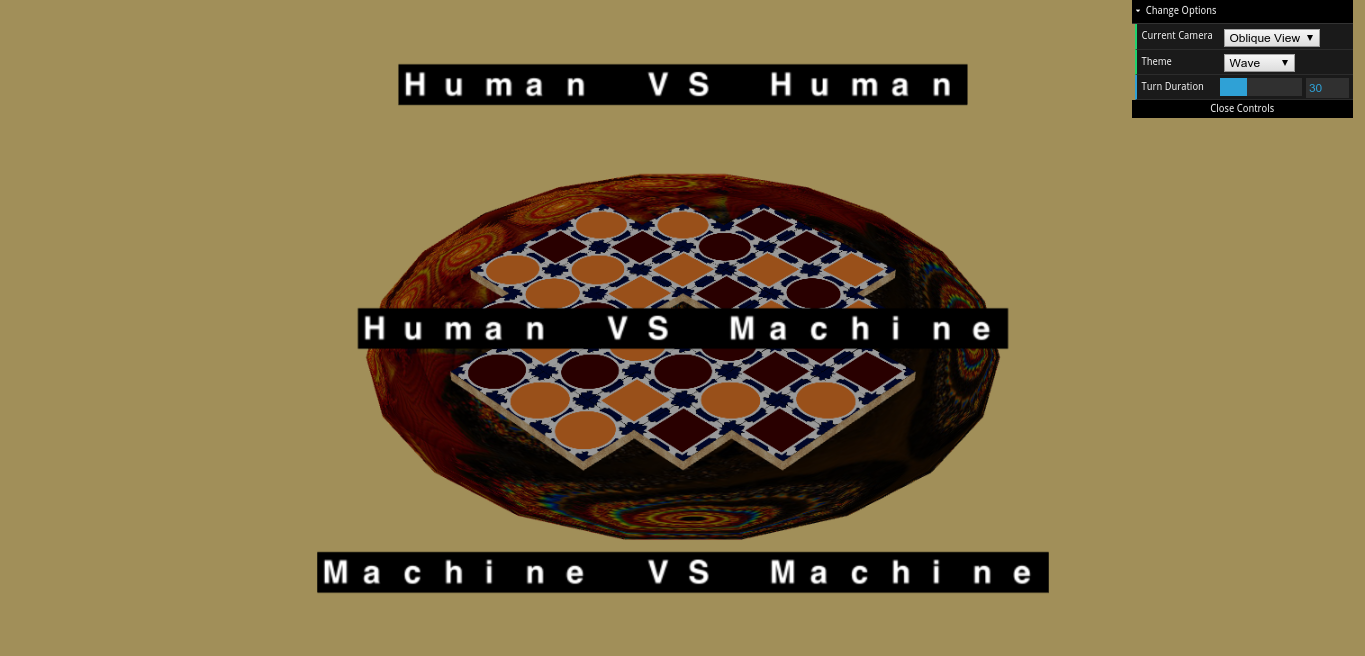 Change Options
Current Camera Oblique View
Theme Wave
Turn Duration 30
Close Controls
Human VS Human
Human VS Machine
Machine VS Machine